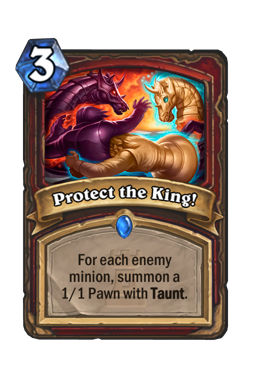 3
Protect the King!
For each enemy
minion, summon a
1/1 Pawn with Taunt.